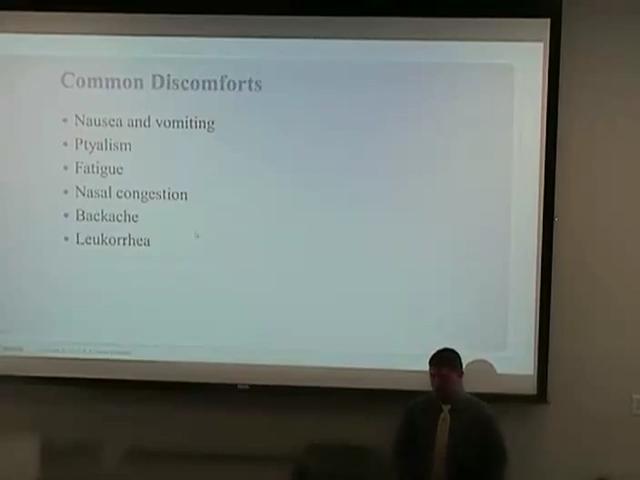 Common Discomforts
• Nausea and vomiting
• Ptyalism
• Fatigue
• Nasal congestion
• Backache
• Leukorrhea